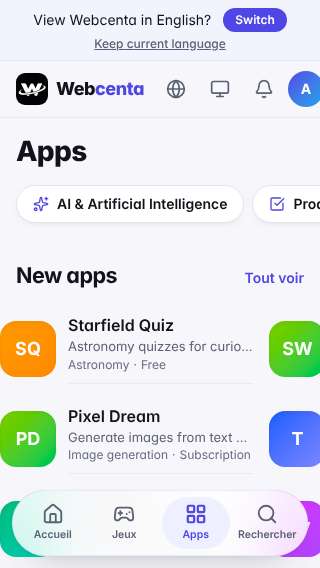 View Webcenta in English?
Switch
Keep current language
Webcenta
A
Apps
AI & Artificial Intelligence
New apps
Tout voir
SQ
Starfield Quiz
Astronomy quizzes for curio...
Astronomy · Free
SW
PD
Pixel Dream
Generate images from text ...
Image generation · Subscription
T
Accueil
Jeux
Apps
Rechercher